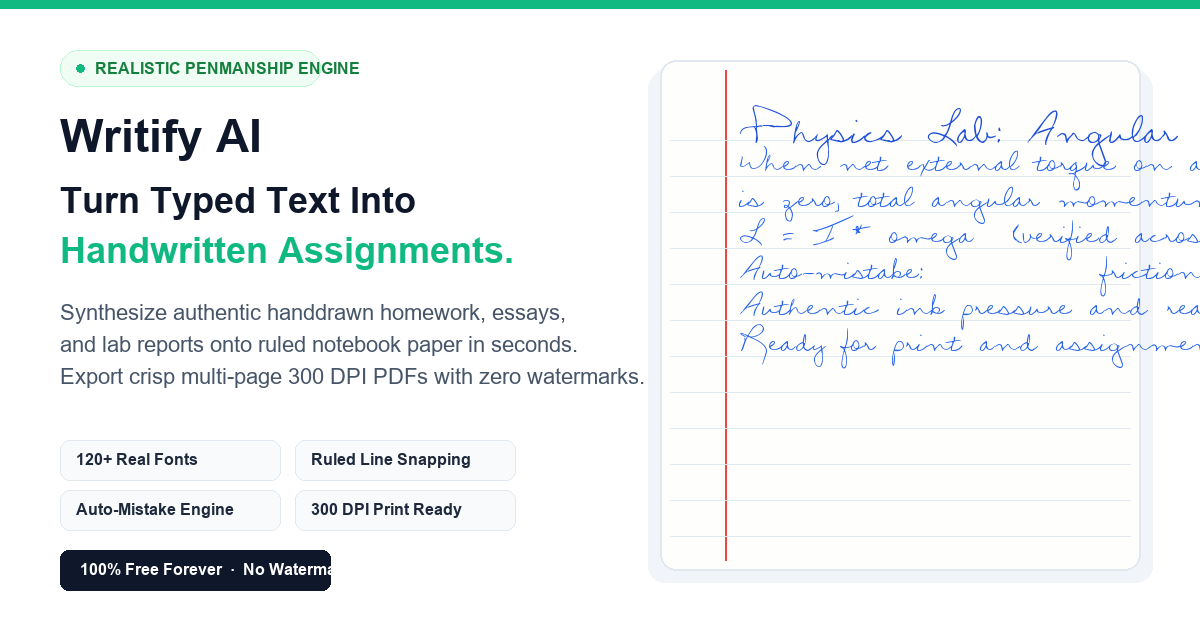 REALISTIC PENMANSHIP ENGINE
Writify AI
Turn Typed Text Into
Handwritten Assignments.
Synthesize authentic handdrawn homework, essays,
and lab reports onto ruled notebook paper in seconds.
Export crisp multi-page 300 DPI PDFs with zero watermarks.
120+ Real Fonts
Ruled Line Snapping
Auto-Mistake Engine
300 DPI Print Ready
100% Free Forever · No Waterma
Physics Lab: Angular
When net external torque on a
is zero, total angular momentum
L = I * omega (verified across
Auto-mistake: friction
Authentic ink pressure and rea
Ready for print and assignmen